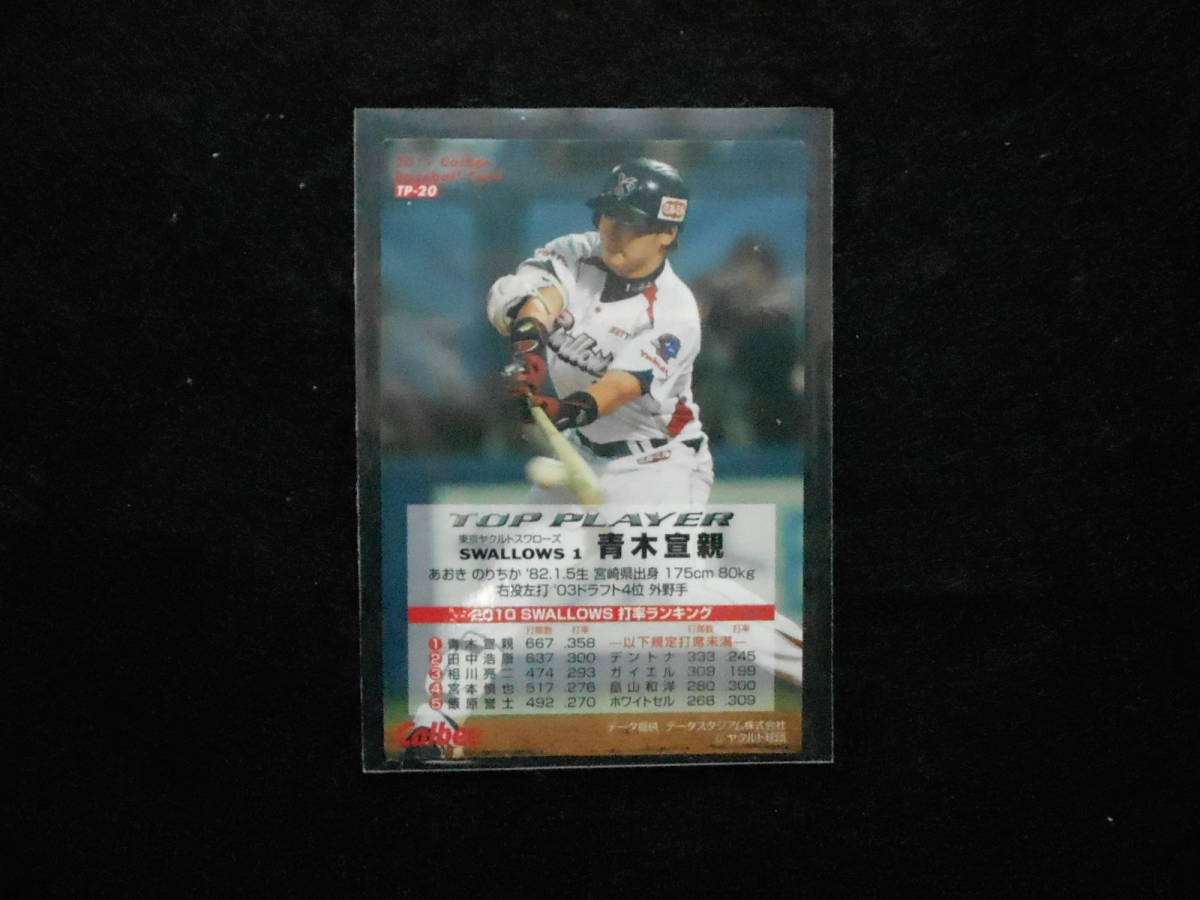 Calbee
Baseball Card
TP-20
TOP PLAYER
東京ヤクルトスワローズ
SWALLOWS 1 青木宣親
あおき のりちか '82.1.5生 宮崎県出身 175cm 80kg
右投左打 '03ドラフト4位 外野手
2010 SWALLOWS 打率ランキング
打席数 打率 打席数 打率
1 青木宣親 667 .358 ―以下規定打席未満―
2 田中浩康 637 .300 デントナ 333 .245
3 相川亮二 474 .293 ガイエル 309 .199
4 宮本慎也 517 .276 畠山和洋 280 .300
5 飯原誉士 492 .270 ホワイトセル 268 .309
Calbee
データ提供 データスタジアム株式会社
© ヤクルト球団